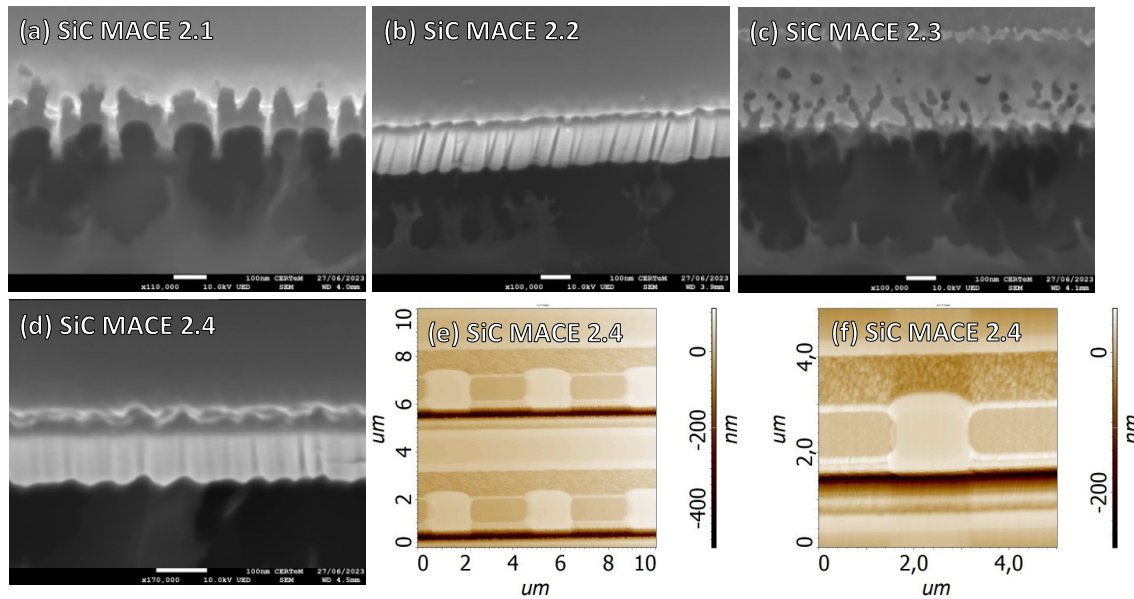 (a) SiC MACE 2.1
100nm CERTeM 27/06/2023
x110,000 10.0kV UED SEM WD 4.0mm
(b) SiC MACE 2.2
100nm CERTeM 27/06/2023
x100,000 10.0kV UED SEM WD 3.9mm
(c) SiC MACE 2.3
100nm CERTeM 27/06/2023
x100,000 10.0kV UED SEM WD 4.1mm
(d) SiC MACE 2.4
100nm CERTeM 27/06/2023
x170,000 10.0kV UED SEM WD 4.5mm
(e) SiC MACE 2.4
10
8
6
4
2
0
um
0 2 4 6 8 10
um
0
-200
-400
nm
(f) SiC MACE 2.4
4,0
2,0
0
um
0 2,0 4,0
um
0
-200
nm